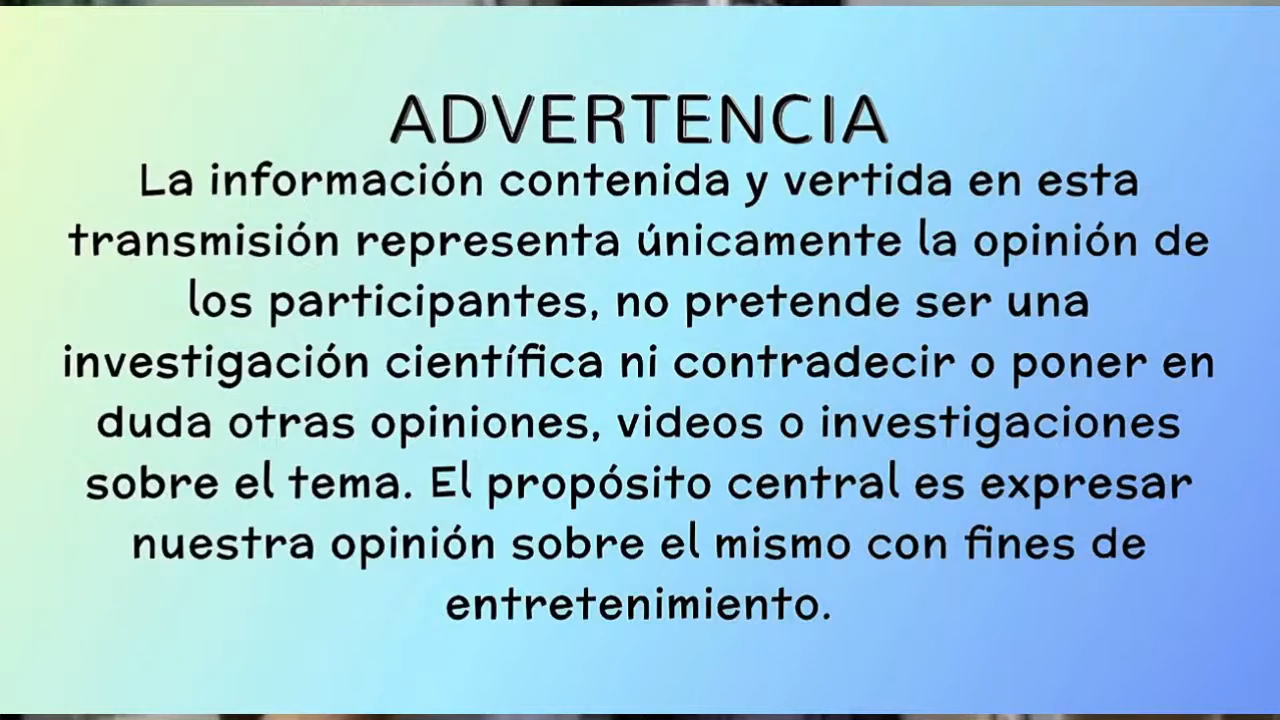 ADVERTENCIA
La información contenida y vertida en esta
transmisión representa únicamente la opinión de
los participantes, no pretende ser una
investigación científica ni contradecir o poner en
duda otras opiniones, videos o investigaciones
sobre el tema. El propósito central es expresar
nuestra opinión sobre el mismo con fines de
entretenimiento.